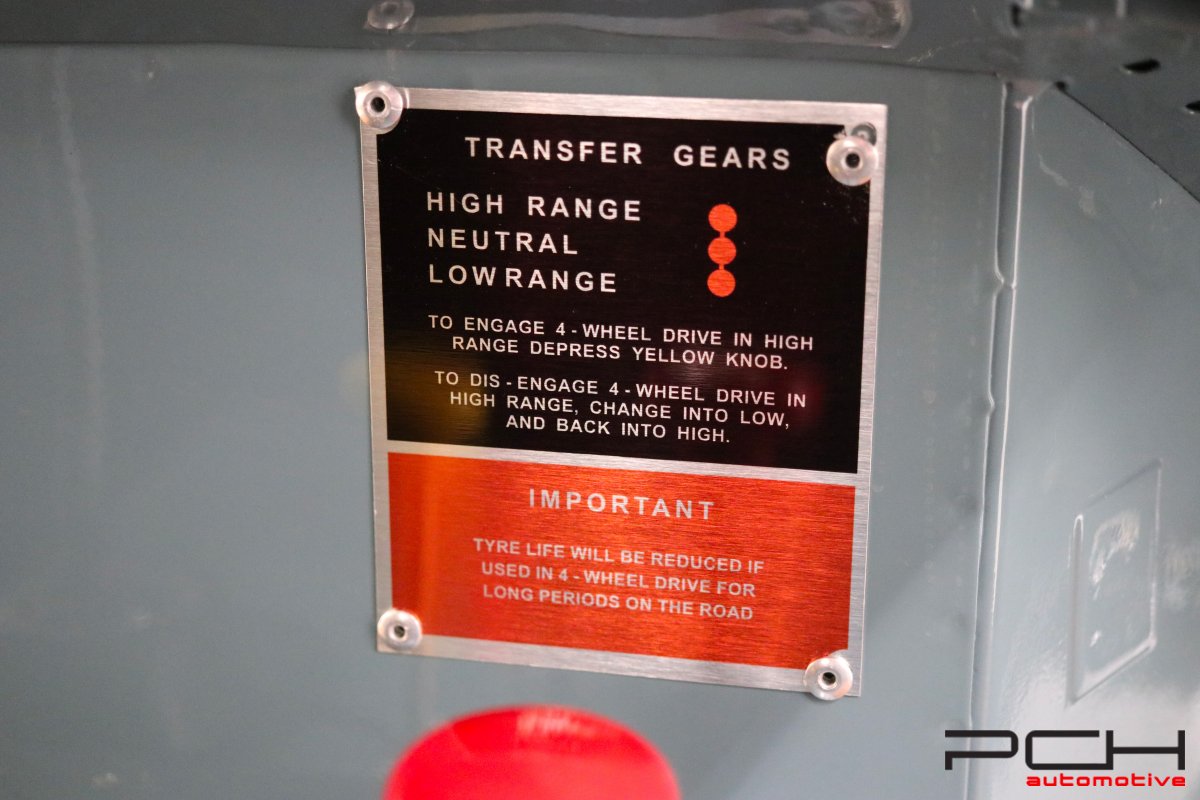 TRANSFER GEARS
HIGH RANGE
NEUTRAL
LOW RANGE
TO ENGAGE 4-WHEEL DRIVE IN HIGH
RANGE DEPRESS YELLOW KNOB.
TO DIS-ENGAGE 4-WHEEL DRIVE IN
HIGH RANGE, CHANGE INTO LOW,
AND BACK INTO HIGH.
IMPORTANT
TYRE LIFE WILL BE REDUCED IF
USED IN 4-WHEEL DRIVE FOR
LONG PERIODS ON THE ROAD
PCH
automotive